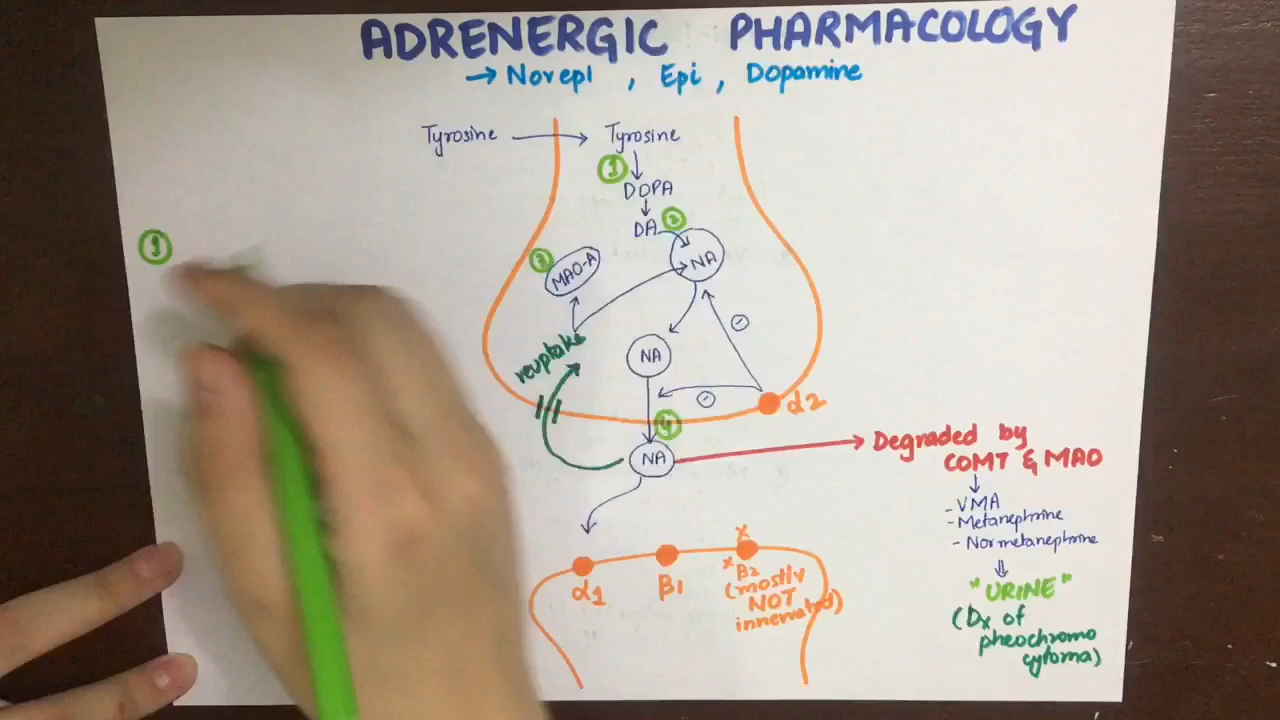 ADRENERGIC PHARMACOLOGY
→ Norepi, Epi, Dopamine
Tyrosine → Tyrosine
1
DOPA
DA
2
NA
3
MAO-A
1
reuptake
NA
α2
4
NA
Degraded by
COMT & MAO
- VMA
- Metanephrine
- Normetanephrine
"URINE"
(Dx of
pheochromo
cytoma)
α1
β1
x
x β2
(mostly
NOT
innervated)